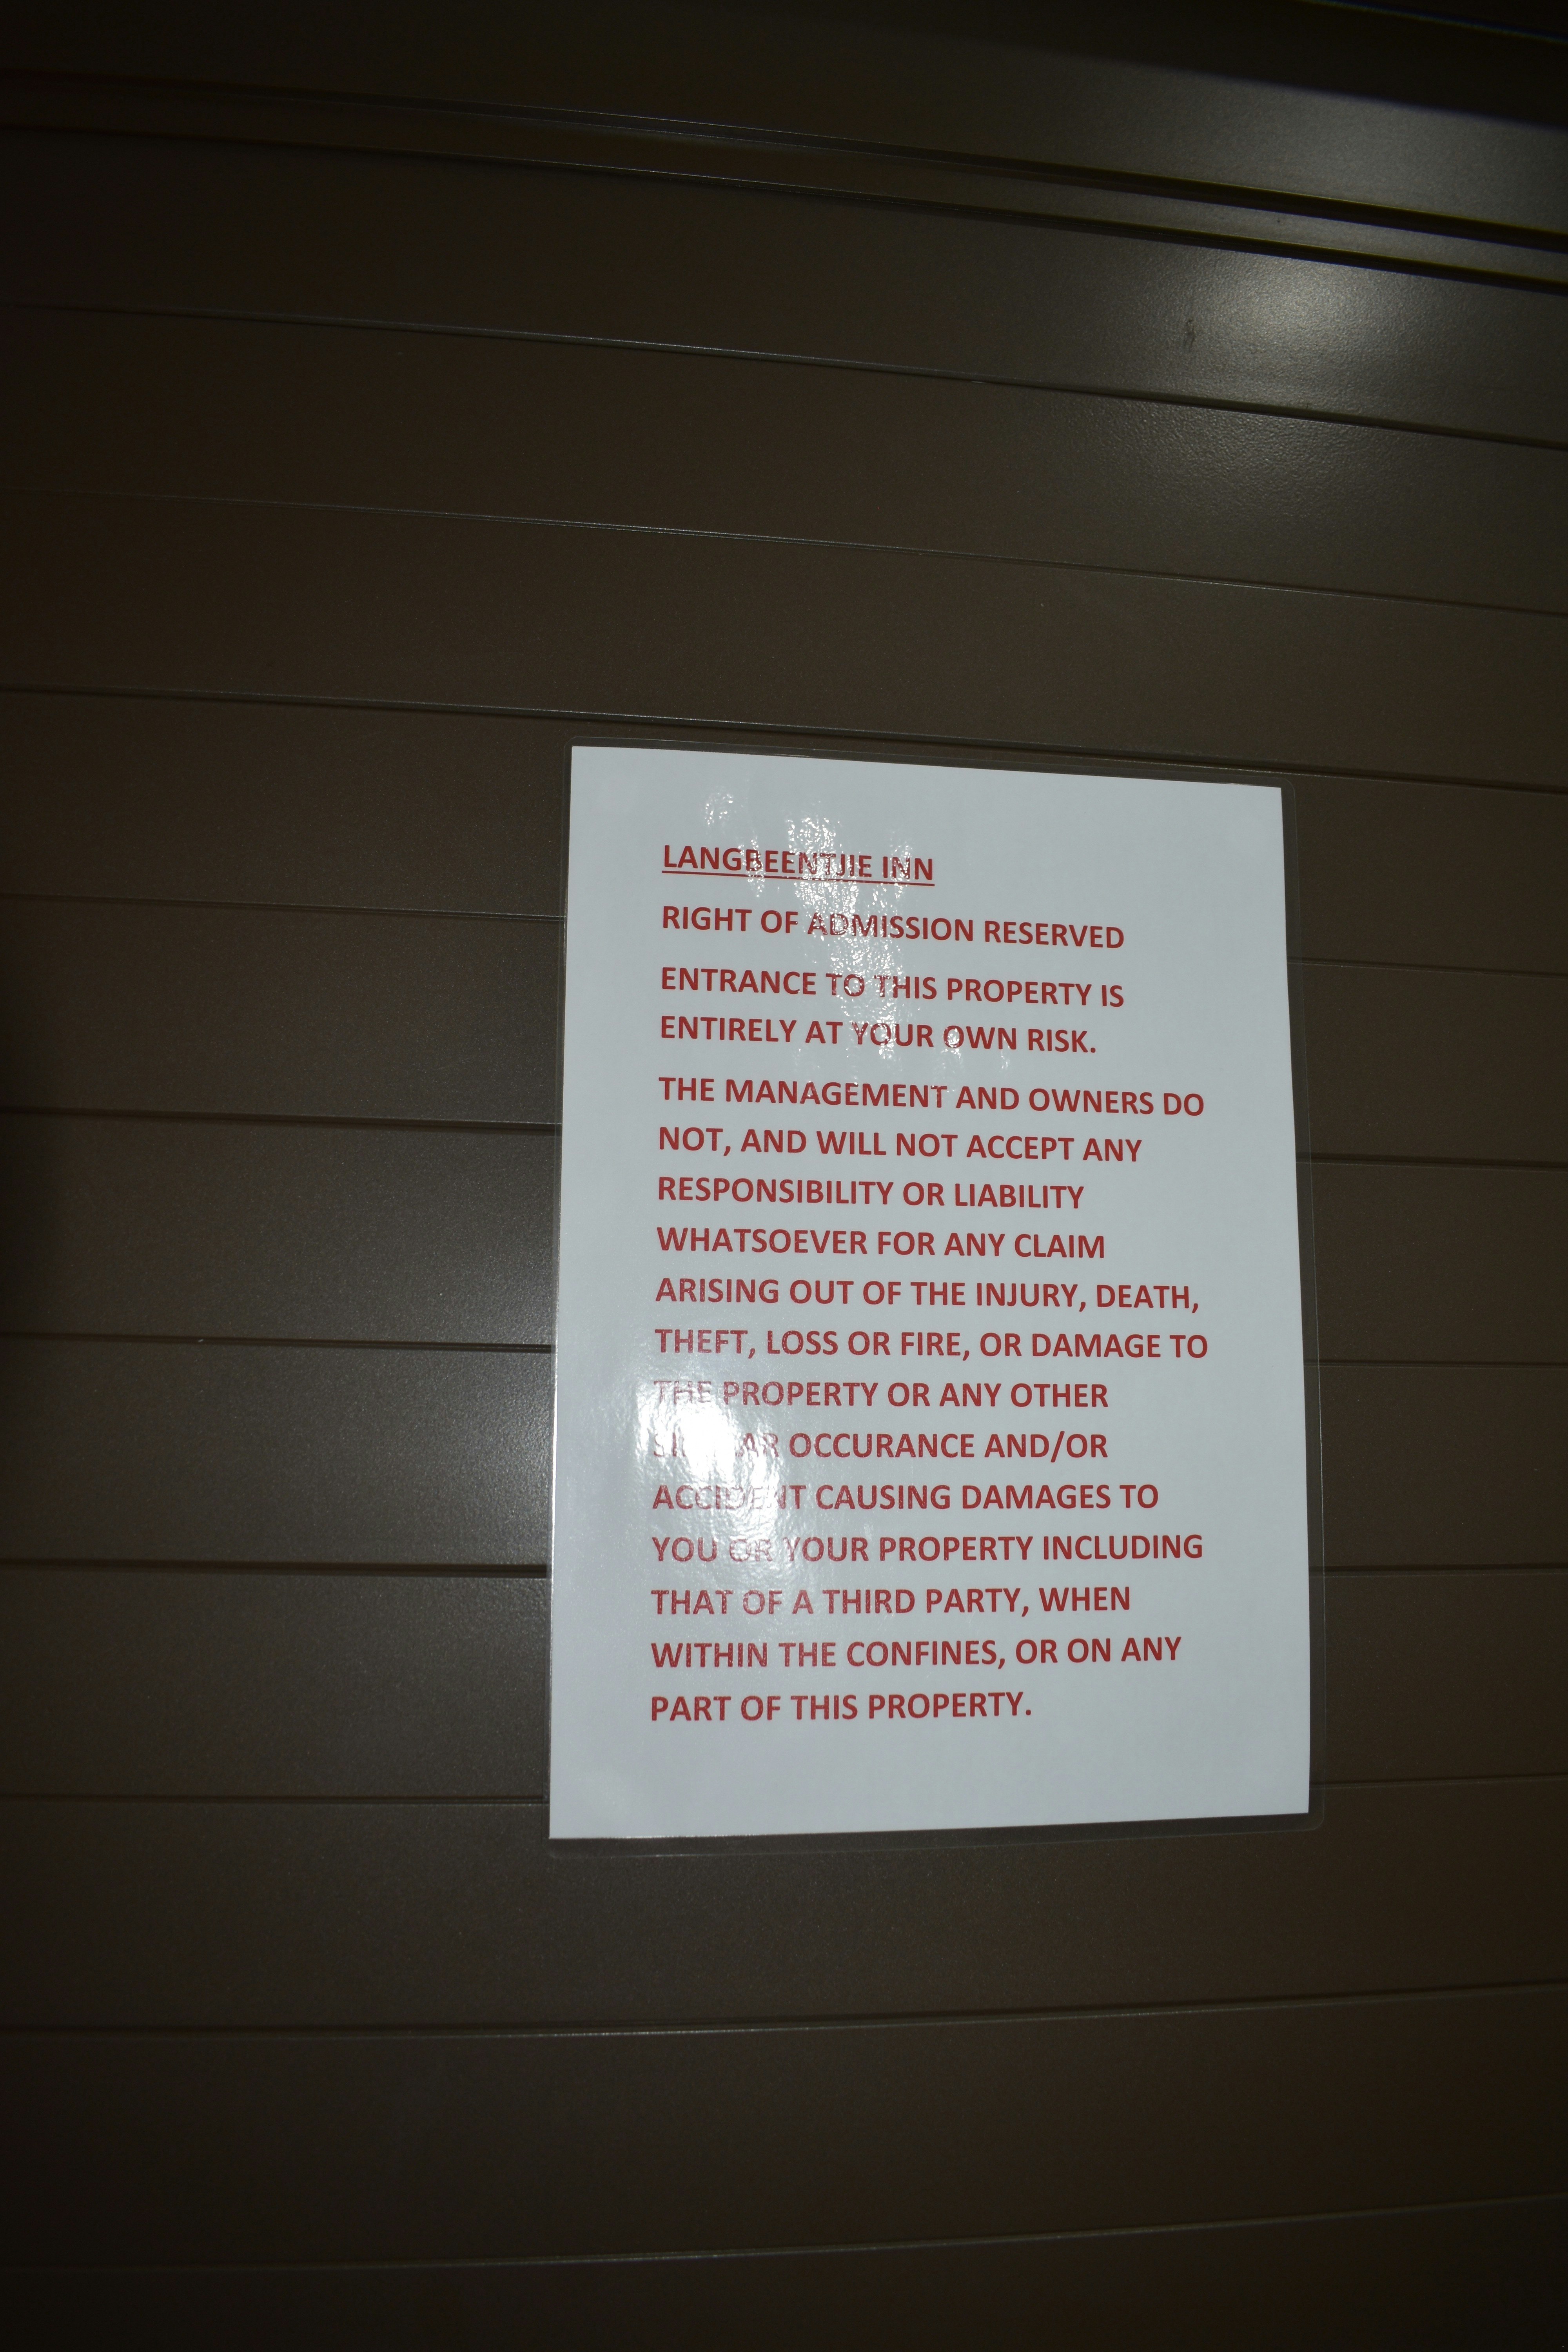 LANGBEENTJIE INN
RIGHT OF ADMISSION RESERVED
ENTRANCE TO THIS PROPERTY IS
ENTIRELY AT YOUR OWN RISK.
THE MANAGEMENT AND OWNERS DO
NOT, AND WILL NOT ACCEPT ANY
RESPONSIBILITY OR LIABILITY
WHATSOEVER FOR ANY CLAIM
ARISING OUT OF THE INJURY, DEATH,
THEFT, LOSS OR FIRE, OR DAMAGE TO
THE PROPERTY OR ANY OTHER
OCCURANCE AND/OR
ACCIDENT CAUSING DAMAGES TO
YOU OR YOUR PROPERTY INCLUDING
THAT OF A THIRD PARTY, WHEN
WITHIN THE CONFINES, OR ON ANY
PART OF THIS PROPERTY.